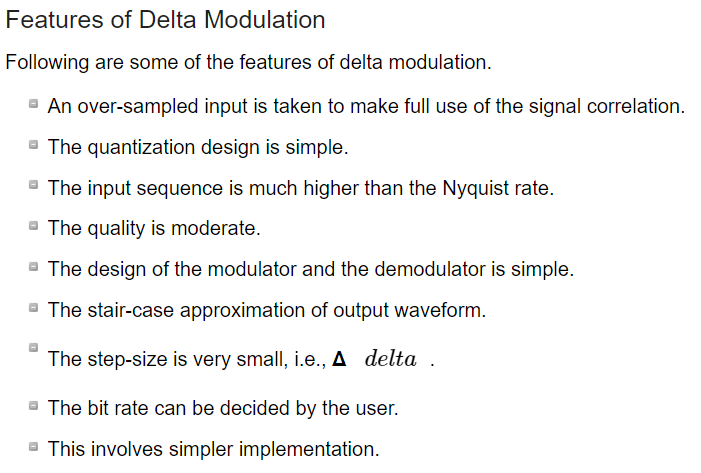 Features of Delta Modulation
Following are some of the features of delta modulation.
An over-sampled input is taken to make full use of the signal correlation.
The quantization design is simple.
The input sequence is much higher than the Nyquist rate.
The quality is moderate.
The design of the modulator and the demodulator is simple.
The stair-case approximation of output waveform.
The step-size is very small, i.e., Δ delta .
The bit rate can be decided by the user.
This involves simpler implementation.